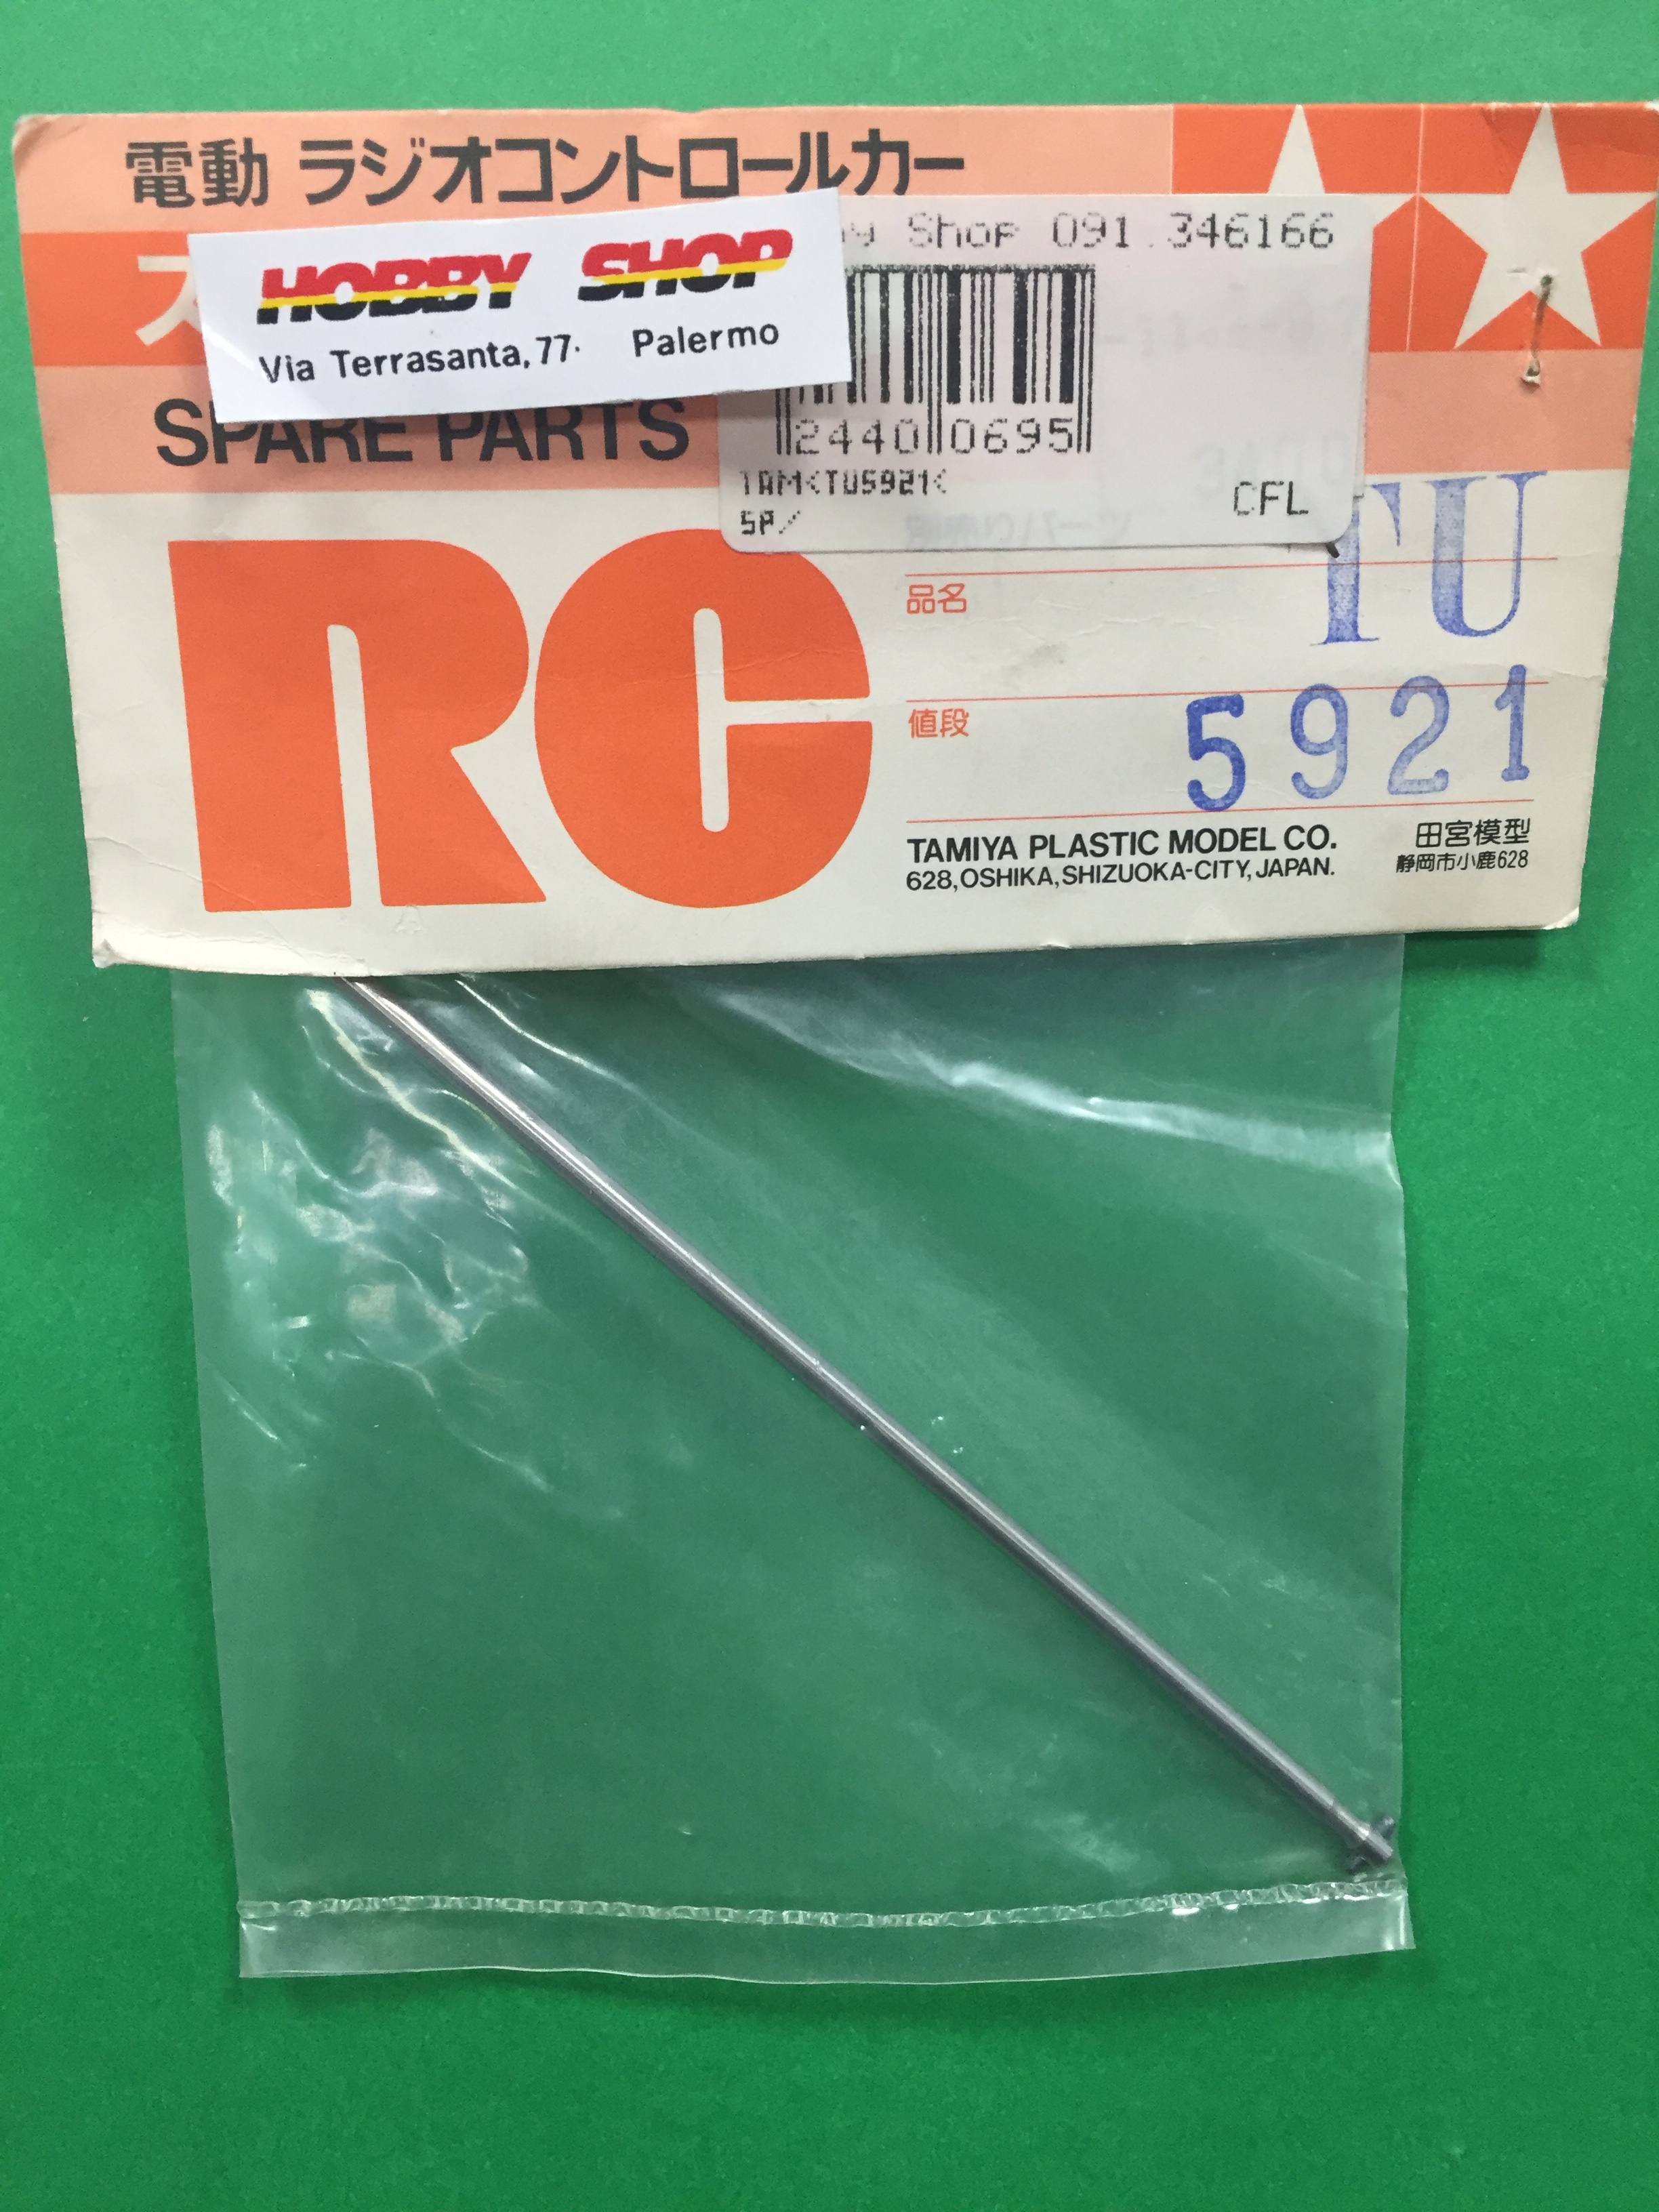 電動 ラジオコントロールカー
HOBBY SHOP
Via Terrasanta, 77. Palermo
Shop 091.346166
2440 0695
TAM<TU5921<
SP/
CFL
SPARE PARTS
RC
TU
品名
値段
5921
TAMIYA PLASTIC MODEL CO.
628, OSHIKA, SHIZUOKA-CITY, JAPAN.
田宮模型
静岡市小鹿628